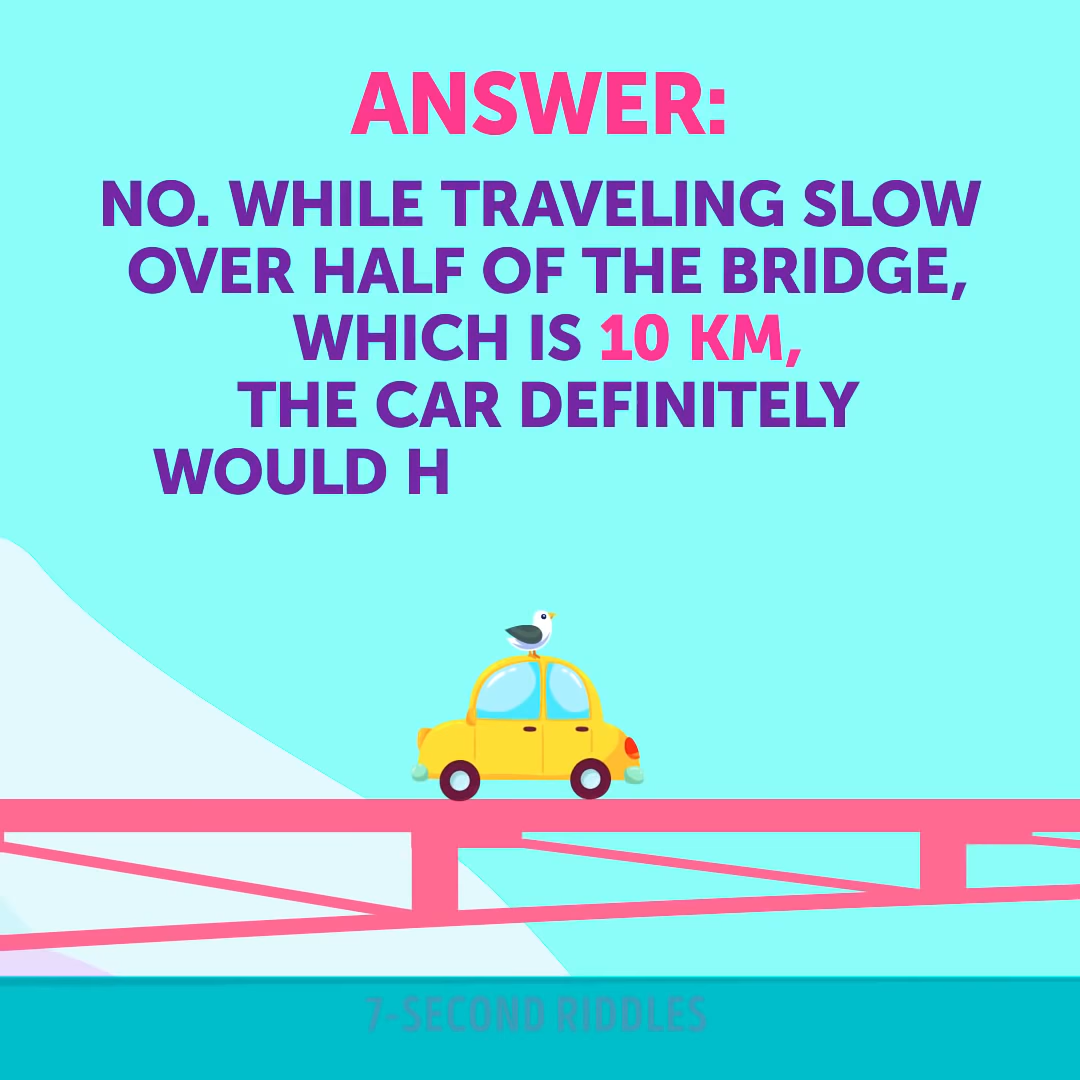 ANSWER:
NO. WHILE TRAVELING SLOW
OVER HALF OF THE BRIDGE,
WHICH IS 10 KM,
THE CAR DEFINITELY
WOULD H
7-SECOND RIDDLES